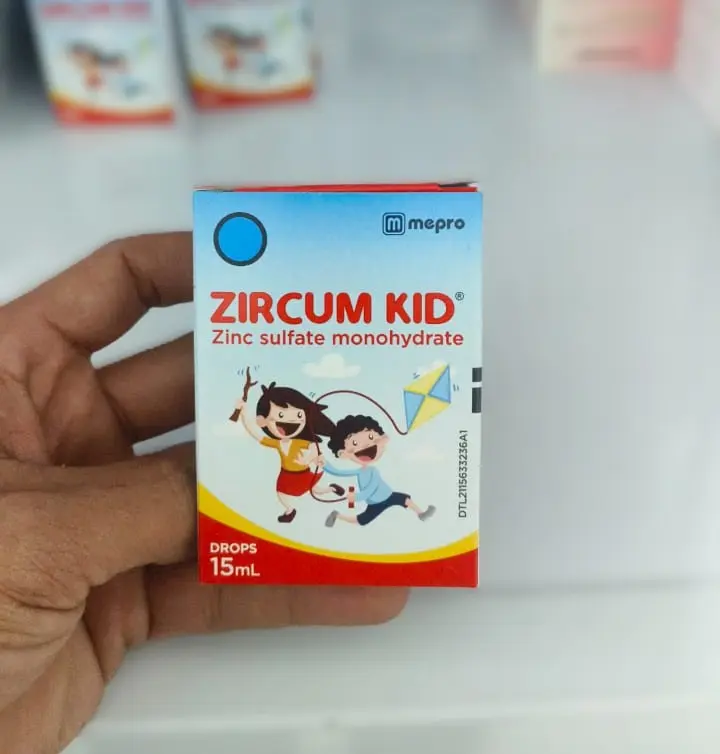 mepro
ZIRCUM KID®
Zinc sulfate monohydrate
DTL2115633236A1
DROPS
15mL